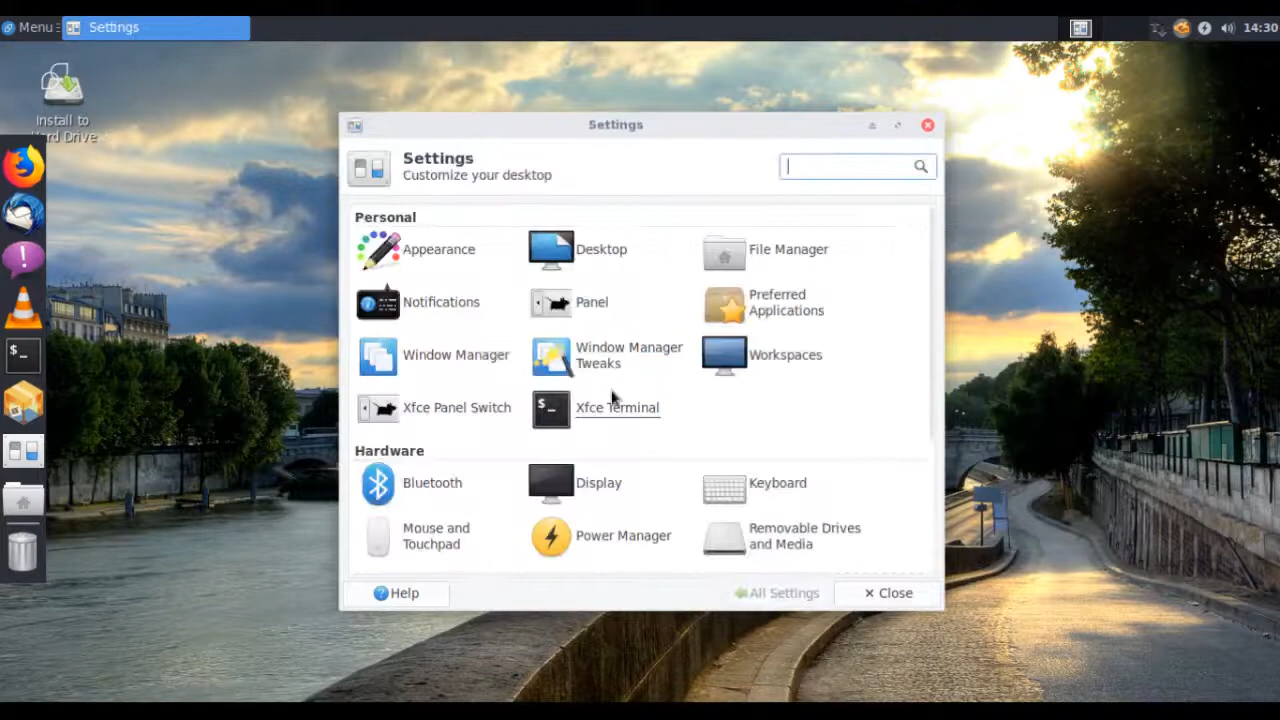 Menu
Settings
14:30
Install to
Hard Drive
Settings
Settings
Customize your desktop
Personal
Appearance
Desktop
File Manager
Notifications
Panel
Preferred
Applications
Window Manager
Window Manager
Tweaks
Workspaces
Xfce Panel Switch
Xfce Terminal
Hardware
Bluetooth
Display
Keyboard
Mouse and
Touchpad
Power Manager
Removable Drives
and Media
Help
All Settings
Close